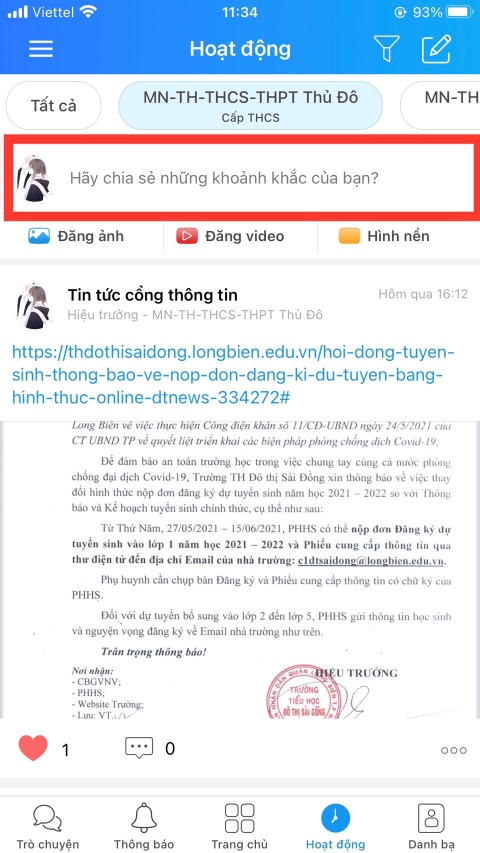 Viettel 11:34 93%
Hoạt động
Tất cả
MN-TH-THCS-THPT Thủ Đô
Cấp THCS
MN-TH
Hãy chia sẻ những khoảnh khắc của bạn?
Đăng ảnh Đăng video Hình nền
Tin tức cổng thông tin Hôm qua 16:12
Hiệu trưởng - MN-TH-THCS-THPT Thủ Đô
https://thdothisaidong.longbien.edu.vn/hoi-dong-tuyen-
sinh-thong-bao-ve-nop-don-dang-ki-du-tuyen-bang-
hinh-thuc-online-dtnews-334272#
Long Biên về việc thực hiện Công điện khẩn số 11/CĐ-UBND ngày 24/5/2021 của
CT UBND TP về quyết liệt triển khai các biện pháp phòng chống dịch Covid-19;
Để đảm bảo an toàn trường học trong việc chung tay cùng cả nước phòng
chống đại dịch Covid-19, Trường TH Đô thị Sài Đồng xin thông báo về việc thay
đổi hình thức nộp đơn đăng ký dự tuyển sinh năm học 2021 – 2022 so với Thông
báo và Kế hoạch tuyển sinh chính thức, cụ thể như sau:
Từ Thứ Năm, 27/05/2021 – 15/06/2021, PHHS có thể nộp đơn Đăng ký dự
tuyển sinh vào lớp 1 năm học 2021 – 2022 và Phiếu cung cấp thông tin qua
thư điện tử đến địa chỉ Email của nhà trường: c1dtsaidong@longbien.edu.vn.
Phụ huynh cần chụp bản Đăng ký và Phiếu cung cấp thông tin có chữ ký của
PHHS.
Đối với dự tuyển bổ sung vào lớp 2 đến lớp 5, PHHS gửi thông tin học sinh
và nguyện vọng đăng ký về Email nhà trường như trên.
Trân trọng thông báo!
Nơi nhận: HIỆU TRƯỞNG
- CBGVNV;
- PHHS;
- Website Trường;
- Lưu: VT
TRƯỜNG
TIỂU HỌC
ĐÔ THỊ SÀI ĐỒNG
1 0
Trò chuyện Thông báo Trang chủ Hoạt động Danh bạ